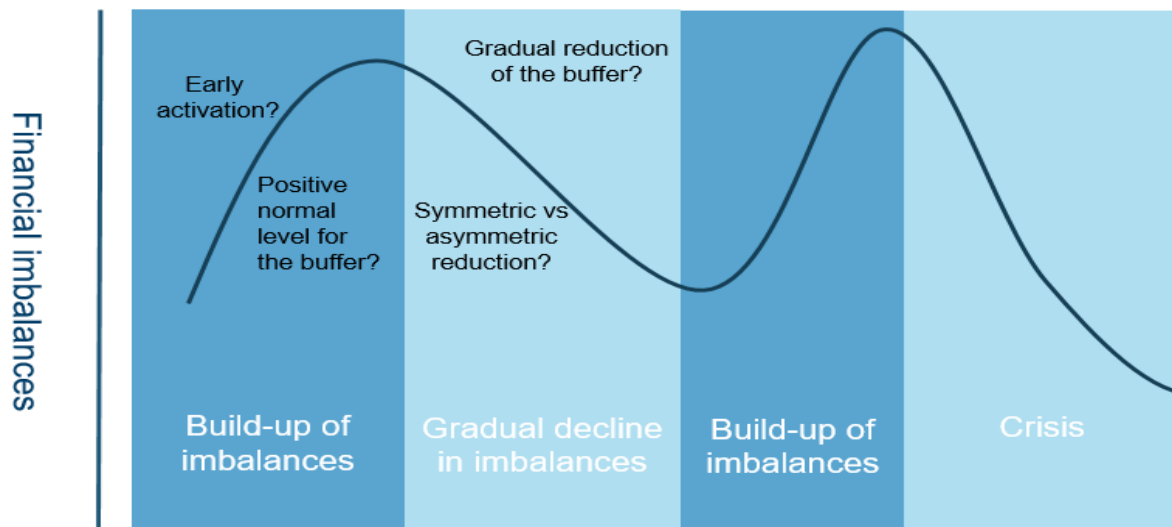 Financial imbalances
Early
activation?
Positive
normal
level for
the buffer?
Gradual reduction
of the buffer?
Symmetric vs
asymmetric
reduction?
Build-up of
imbalances
Gradual decline
in imbalances
Build-up of
imbalances
Crisis